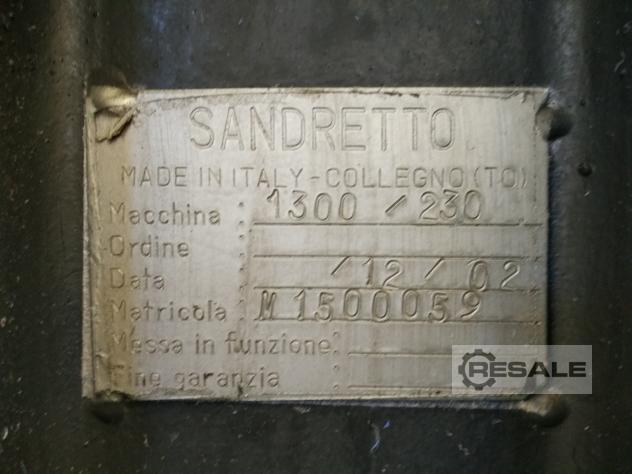 SANDRETTO
MADE IN ITALY - COLLEGNO (TO)
Macchina : 1300 / 230
Ordine :
Data : / 12 / 02
Matricola : M1500059
Messa in funzione:
Fine garanzia :
RESALE